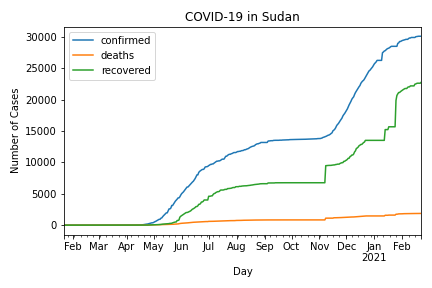 COVID-19 in Sudan
confirmed
deaths
recovered
Number of Cases
30000
25000
20000
15000
10000
5000
0
Feb Mar Apr May Jun Jul Aug Sep Oct Nov Dec Jan Feb
2021
Day